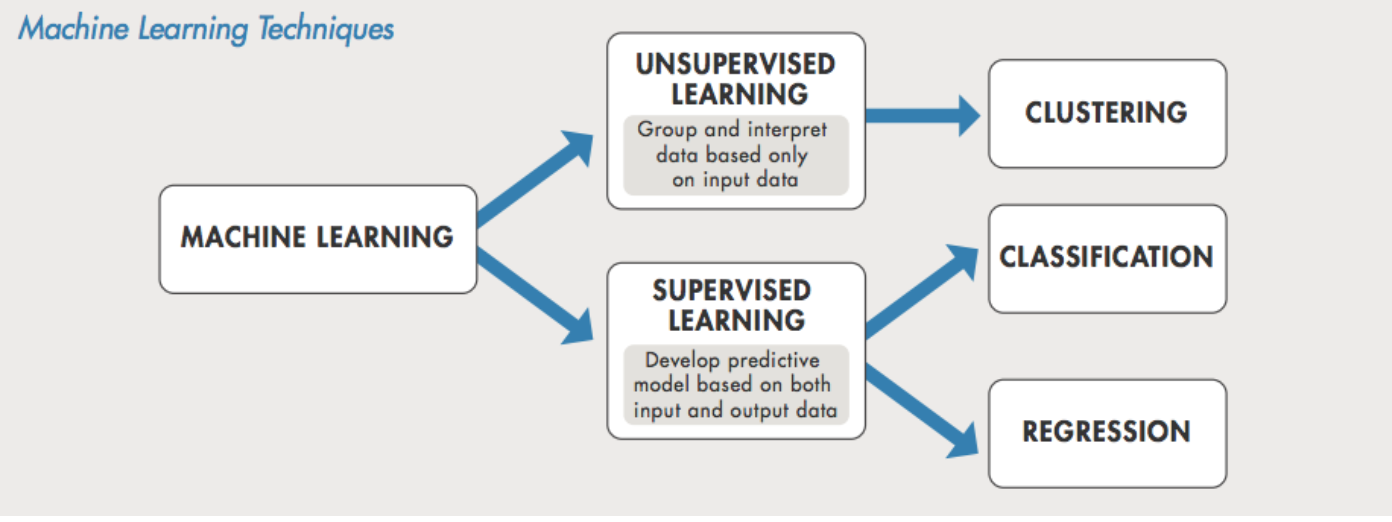 Machine Learning Techniques
MACHINE LEARNING
UNSUPERVISED
LEARNING
Group and interpret
data based only
on input data
CLUSTERING
SUPERVISED
LEARNING
Develop predictive
model based on both
input and output data
CLASSIFICATION
REGRESSION